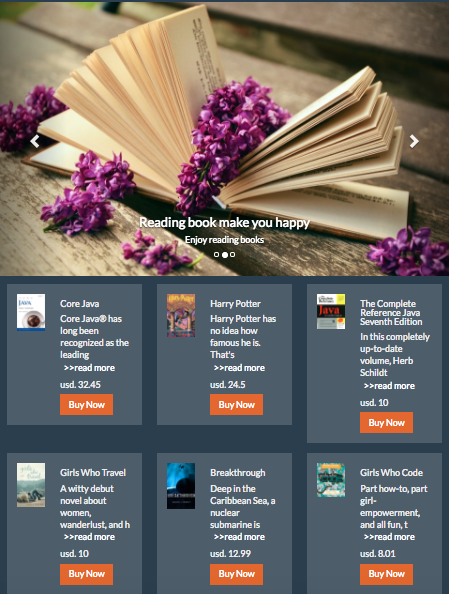 Reading book make you happy
Enjoy reading books
Core Java
Core Java® has
long been
recognized as the
leading
>>read more
usd. 32.45
Buy Now
Harry Potter
Harry Potter has
no idea how
famous he is.
That's
>>read more
usd. 24.5
Buy Now
The Complete
Reference Java
Seventh Edition
In this completely
up-to-date
volume, Herb
Schildt
>>read more
usd. 10
Buy Now
Girls Who Travel
A witty debut
novel about
women,
wanderlust, and h
>>read more
usd. 10
Buy Now
Breakthrough
Deep in the
Caribbean Sea, a
nuclear
submarine is
>>read more
usd. 12.99
Buy Now
Girls Who Code
Part how-to, part
girl-
empowerment,
and all fun, t
>>read more
usd. 8.01
Buy Now